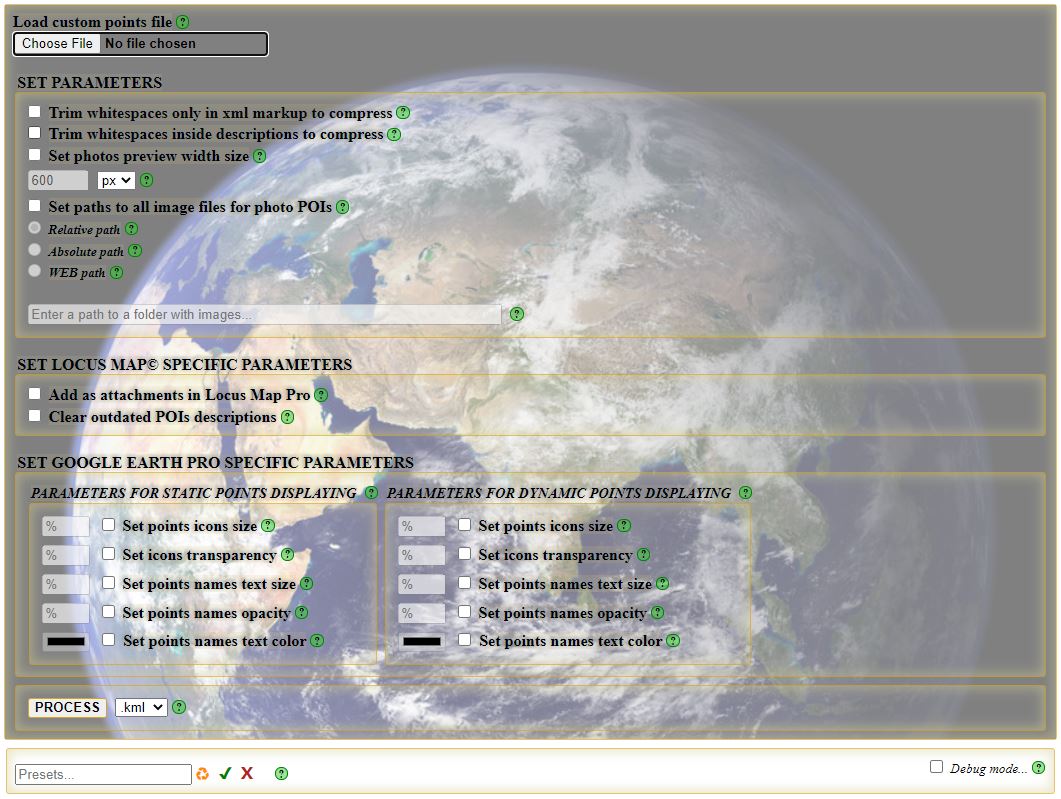 Load custom points file ?
Choose File No file chosen
SET PARAMETERS
Trim whitespaces only in xml markup to compress ?
Trim whitespaces inside descriptions to compress ?
Set photos preview width size ?
600 px ?
Set paths to all image files for photo POIs ?
Relative path ?
Absolute path ?
WEB path ?
Enter a path to a folder with images... ?
SET LOCUS MAP© SPECIFIC PARAMETERS
Add as attachments in Locus Map Pro ?
Clear outdated POIs descriptions ?
SET GOOGLE EARTH PRO SPECIFIC PARAMETERS
PARAMETERS FOR STATIC POINTS DISPLAYING ?
% Set points icons size ?
% Set icons transparency ?
% Set points names text size ?
% Set points names opacity ?
Set points names text color ?
PARAMETERS FOR DYNAMIC POINTS DISPLAYING ?
% Set points icons size ?
% Set icons transparency ?
% Set points names text size ?
% Set points names opacity ?
Set points names text color ?
PROCESS .kml ?
Presets... ✓ X ?
Debug mode... ?